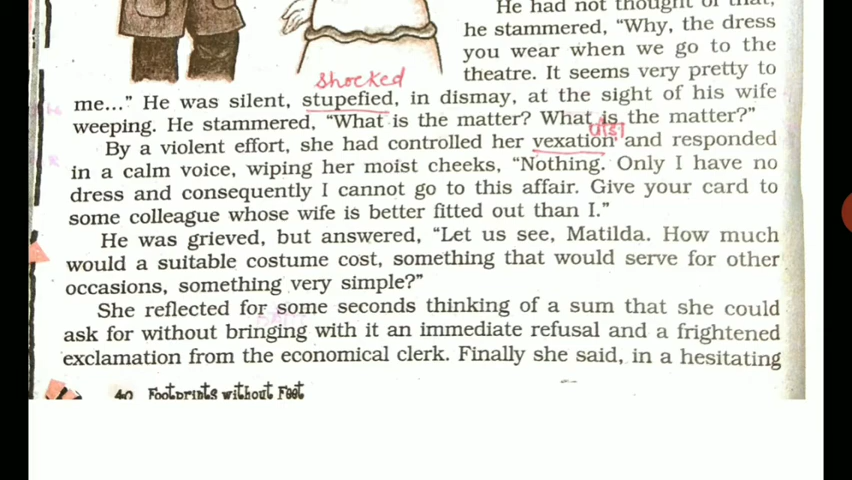 He had not thought of that;
he stammered, “Why, the dress
you wear when we go to the
theatre. It seems very pretty to
shocked
me...” He was silent, stupefied, in dismay, at the sight of his wife
weeping. He stammered, “What is the matter? What is the matter?”
By a violent effort, she had controlled her vexation and responded
in a calm voice, wiping her moist cheeks, “Nothing. Only I have no
dress and consequently I cannot go to this affair. Give your card to
some colleague whose wife is better fitted out than I.”
He was grieved, but answered, “Let us see, Matilda. How much
would a suitable costume cost, something that would serve for other
occasions, something very simple?”
She reflected for some seconds thinking of a sum that she could
ask for without bringing with it an immediate refusal and a frightened
exclamation from the economical clerk. Finally she said, in a hesitating
40 Footprints without Feet